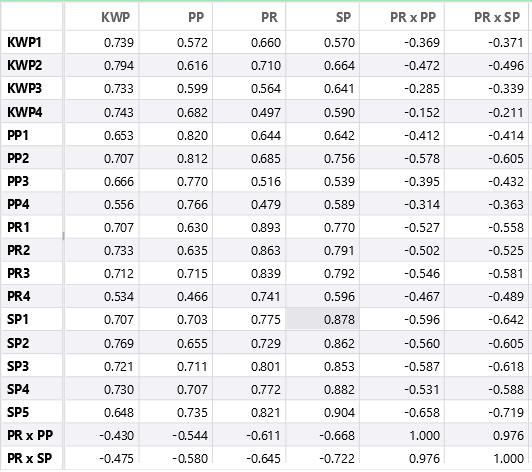 KWP PP PR SP PR x PP PR x SP
KWP1 0.739 0.572 0.660 0.570 -0.369 -0.371
KWP2 0.794 0.616 0.710 0.664 -0.472 -0.496
KWP3 0.733 0.599 0.564 0.641 -0.285 -0.339
KWP4 0.743 0.682 0.497 0.590 -0.152 -0.211
PP1 0.653 0.820 0.644 0.642 -0.412 -0.414
PP2 0.707 0.812 0.685 0.756 -0.578 -0.605
PP3 0.666 0.770 0.516 0.539 -0.395 -0.432
PP4 0.556 0.766 0.479 0.589 -0.314 -0.363
PR1 0.707 0.630 0.893 0.770 -0.527 -0.558
PR2 0.733 0.635 0.863 0.791 -0.502 -0.525
PR3 0.712 0.715 0.839 0.792 -0.546 -0.581
PR4 0.534 0.466 0.741 0.596 -0.467 -0.489
SP1 0.707 0.703 0.775 0.878 -0.596 -0.642
SP2 0.769 0.655 0.729 0.862 -0.560 -0.605
SP3 0.721 0.711 0.801 0.853 -0.587 -0.618
SP4 0.730 0.707 0.772 0.882 -0.531 -0.588
SP5 0.648 0.735 0.821 0.904 -0.658 -0.719
PR x PP -0.430 -0.544 -0.611 -0.668 1.000 0.976
PR x SP -0.475 -0.580 -0.645 -0.722 0.976 1.000